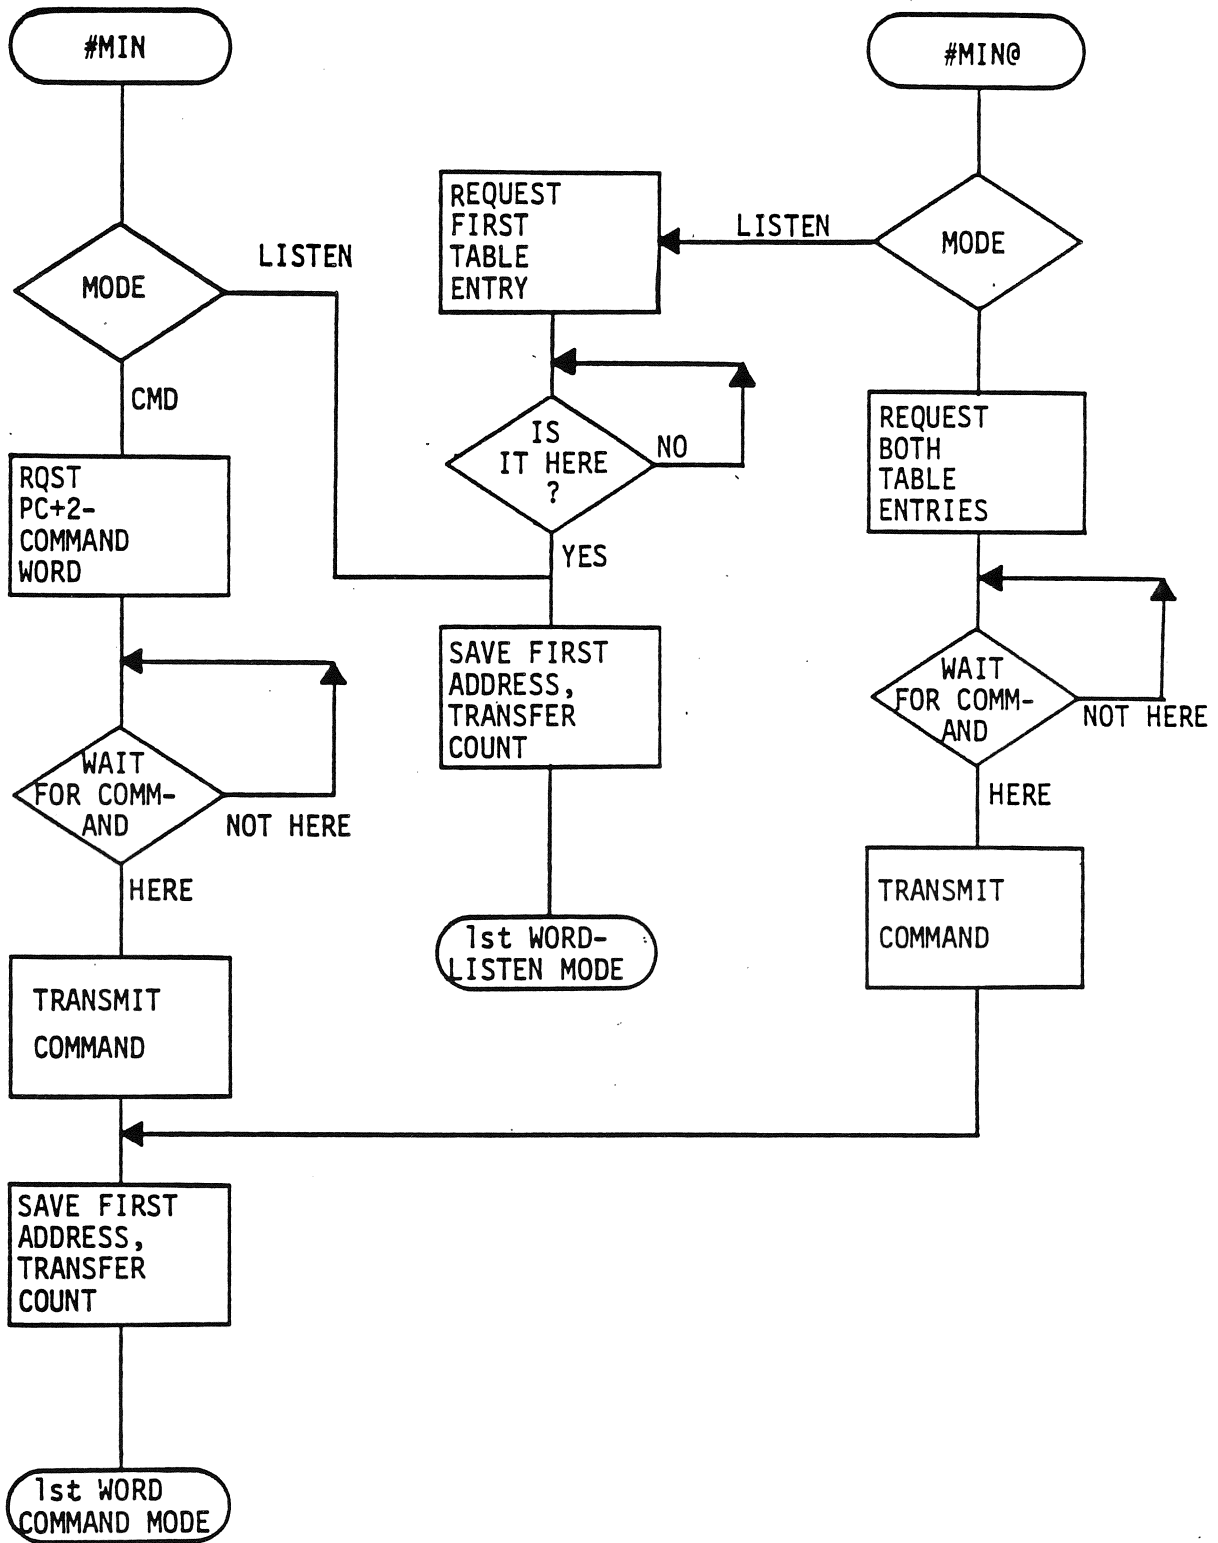 #MIN
MODE
LISTEN
CMD
RQST
PC+2-
COMMAND
WORD
WAIT
FOR COMM-
AND
NOT HERE
HERE
TRANSMIT
COMMAND
SAVE FIRST
ADDRESS,
TRANSFER
COUNT
1st WORD
COMMAND MODE
REQUEST
FIRST
TABLE
ENTRY
IS
IT HERE
?
NO
YES
SAVE FIRST
ADDRESS,
TRANSFER
COUNT
1st WORD-
LISTEN MODE
#MIN@
MODE
LISTEN
REQUEST
BOTH
TABLE
ENTRIES
WAIT
FOR COMM-
AND
NOT HERE
HERE
TRANSMIT
COMMAND